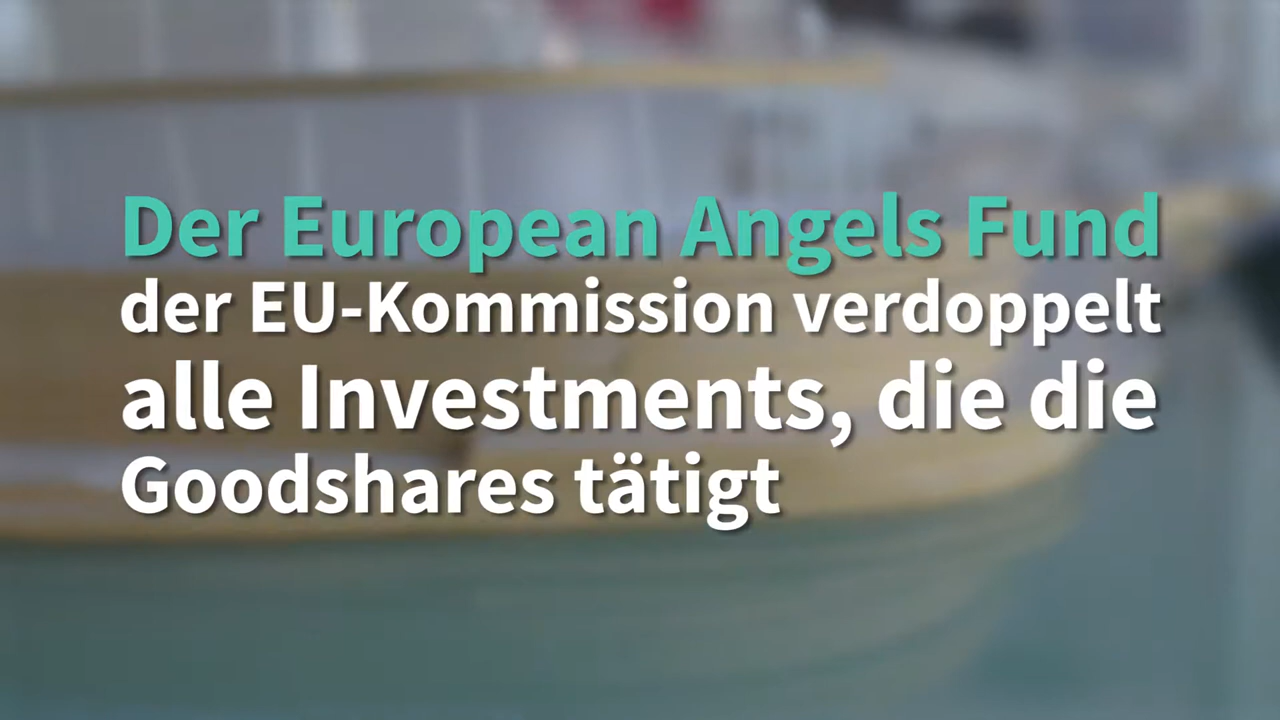 Der European Angels Fund
der EU-Kommission verdoppelt
alle Investments, die die
Goodshares tätigt